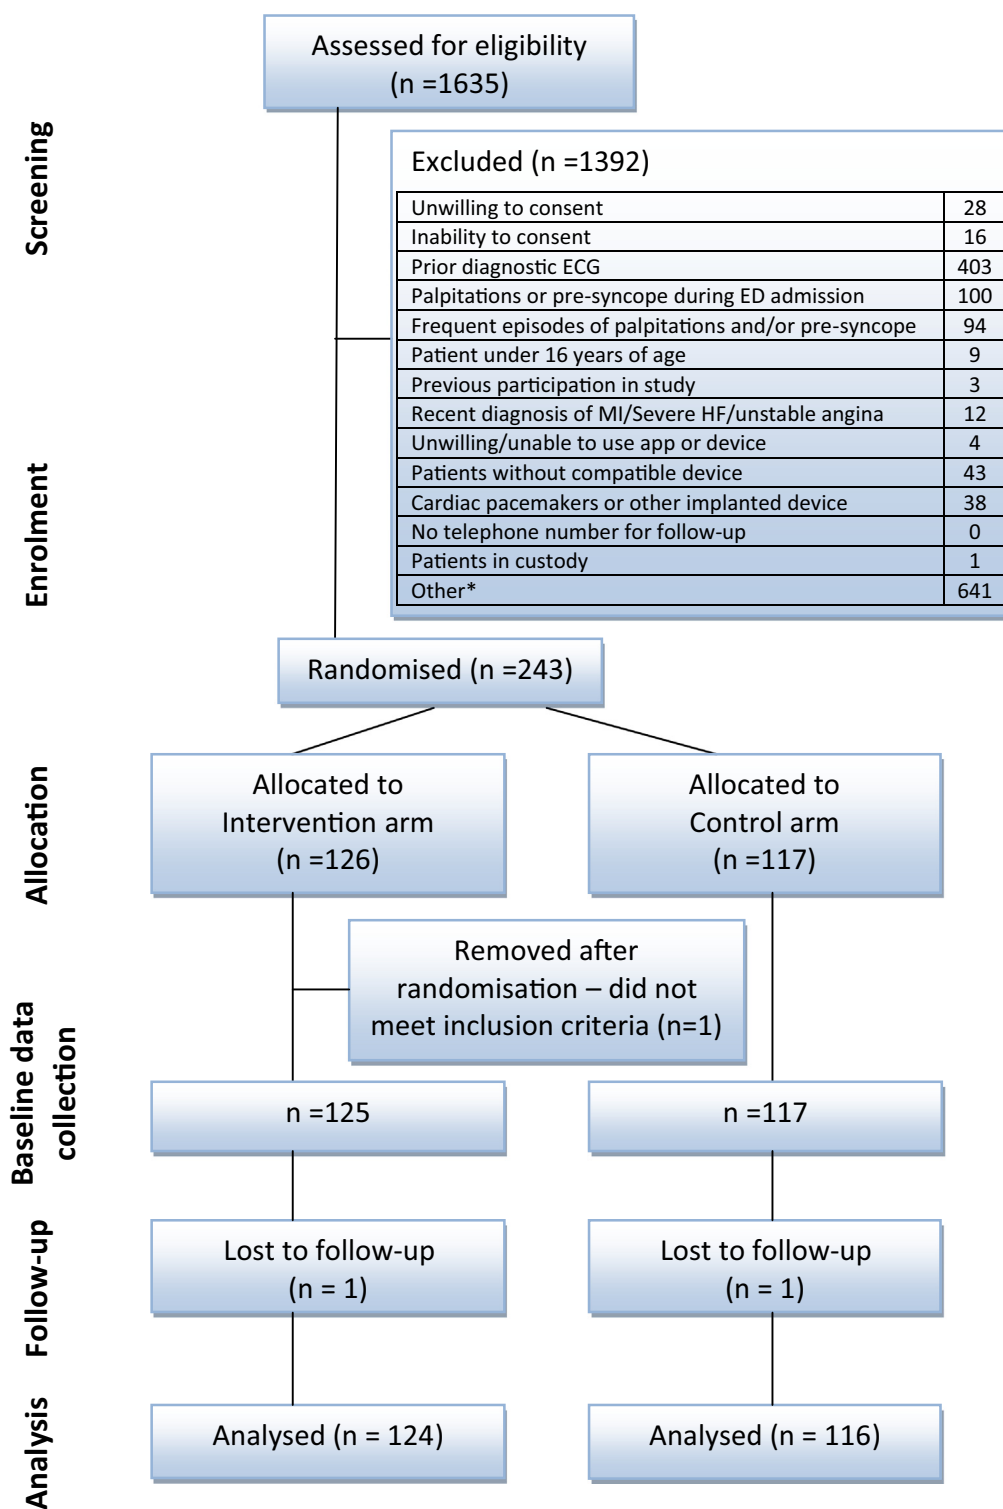 Assessed for eligibility
(n =1635)
Screening
Excluded (n =1392)
Unwilling to consent 28
Inability to consent 16
Prior diagnostic ECG 403
Palpitations or pre-syncope during ED admission 100
Frequent episodes of palpitations and/or pre-syncope 94
Patient under 16 years of age 9
Previous participation in study 3
Recent diagnosis of MI/Severe HF/unstable angina 12
Unwilling/unable to use app or device 4
Patients without compatible device 43
Cardiac pacemakers or other implanted device 38
No telephone number for follow-up 0
Patients in custody 1
Other* 641
Enrolment
Randomised (n =243)
Allocation
Allocated to
Intervention arm
(n =126)
Allocated to
Control arm
(n =117)
Removed after
randomisation – did not
meet inclusion criteria (n=1)
Baseline data
collection
n =125
n =117
Follow-up
Lost to follow-up
(n = 1)
Lost to follow-up
(n = 1)
Analysis
Analysed (n = 124)
Analysed (n = 116)